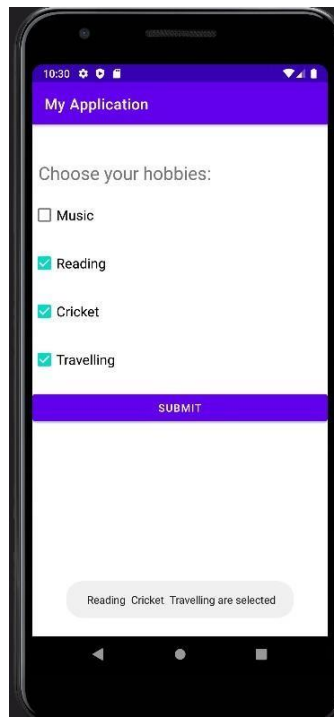 10:30
My Application
Choose your hobbies:
Music
Reading
Cricket
Travelling
SUBMIT
Reading Cricket Travelling are selected